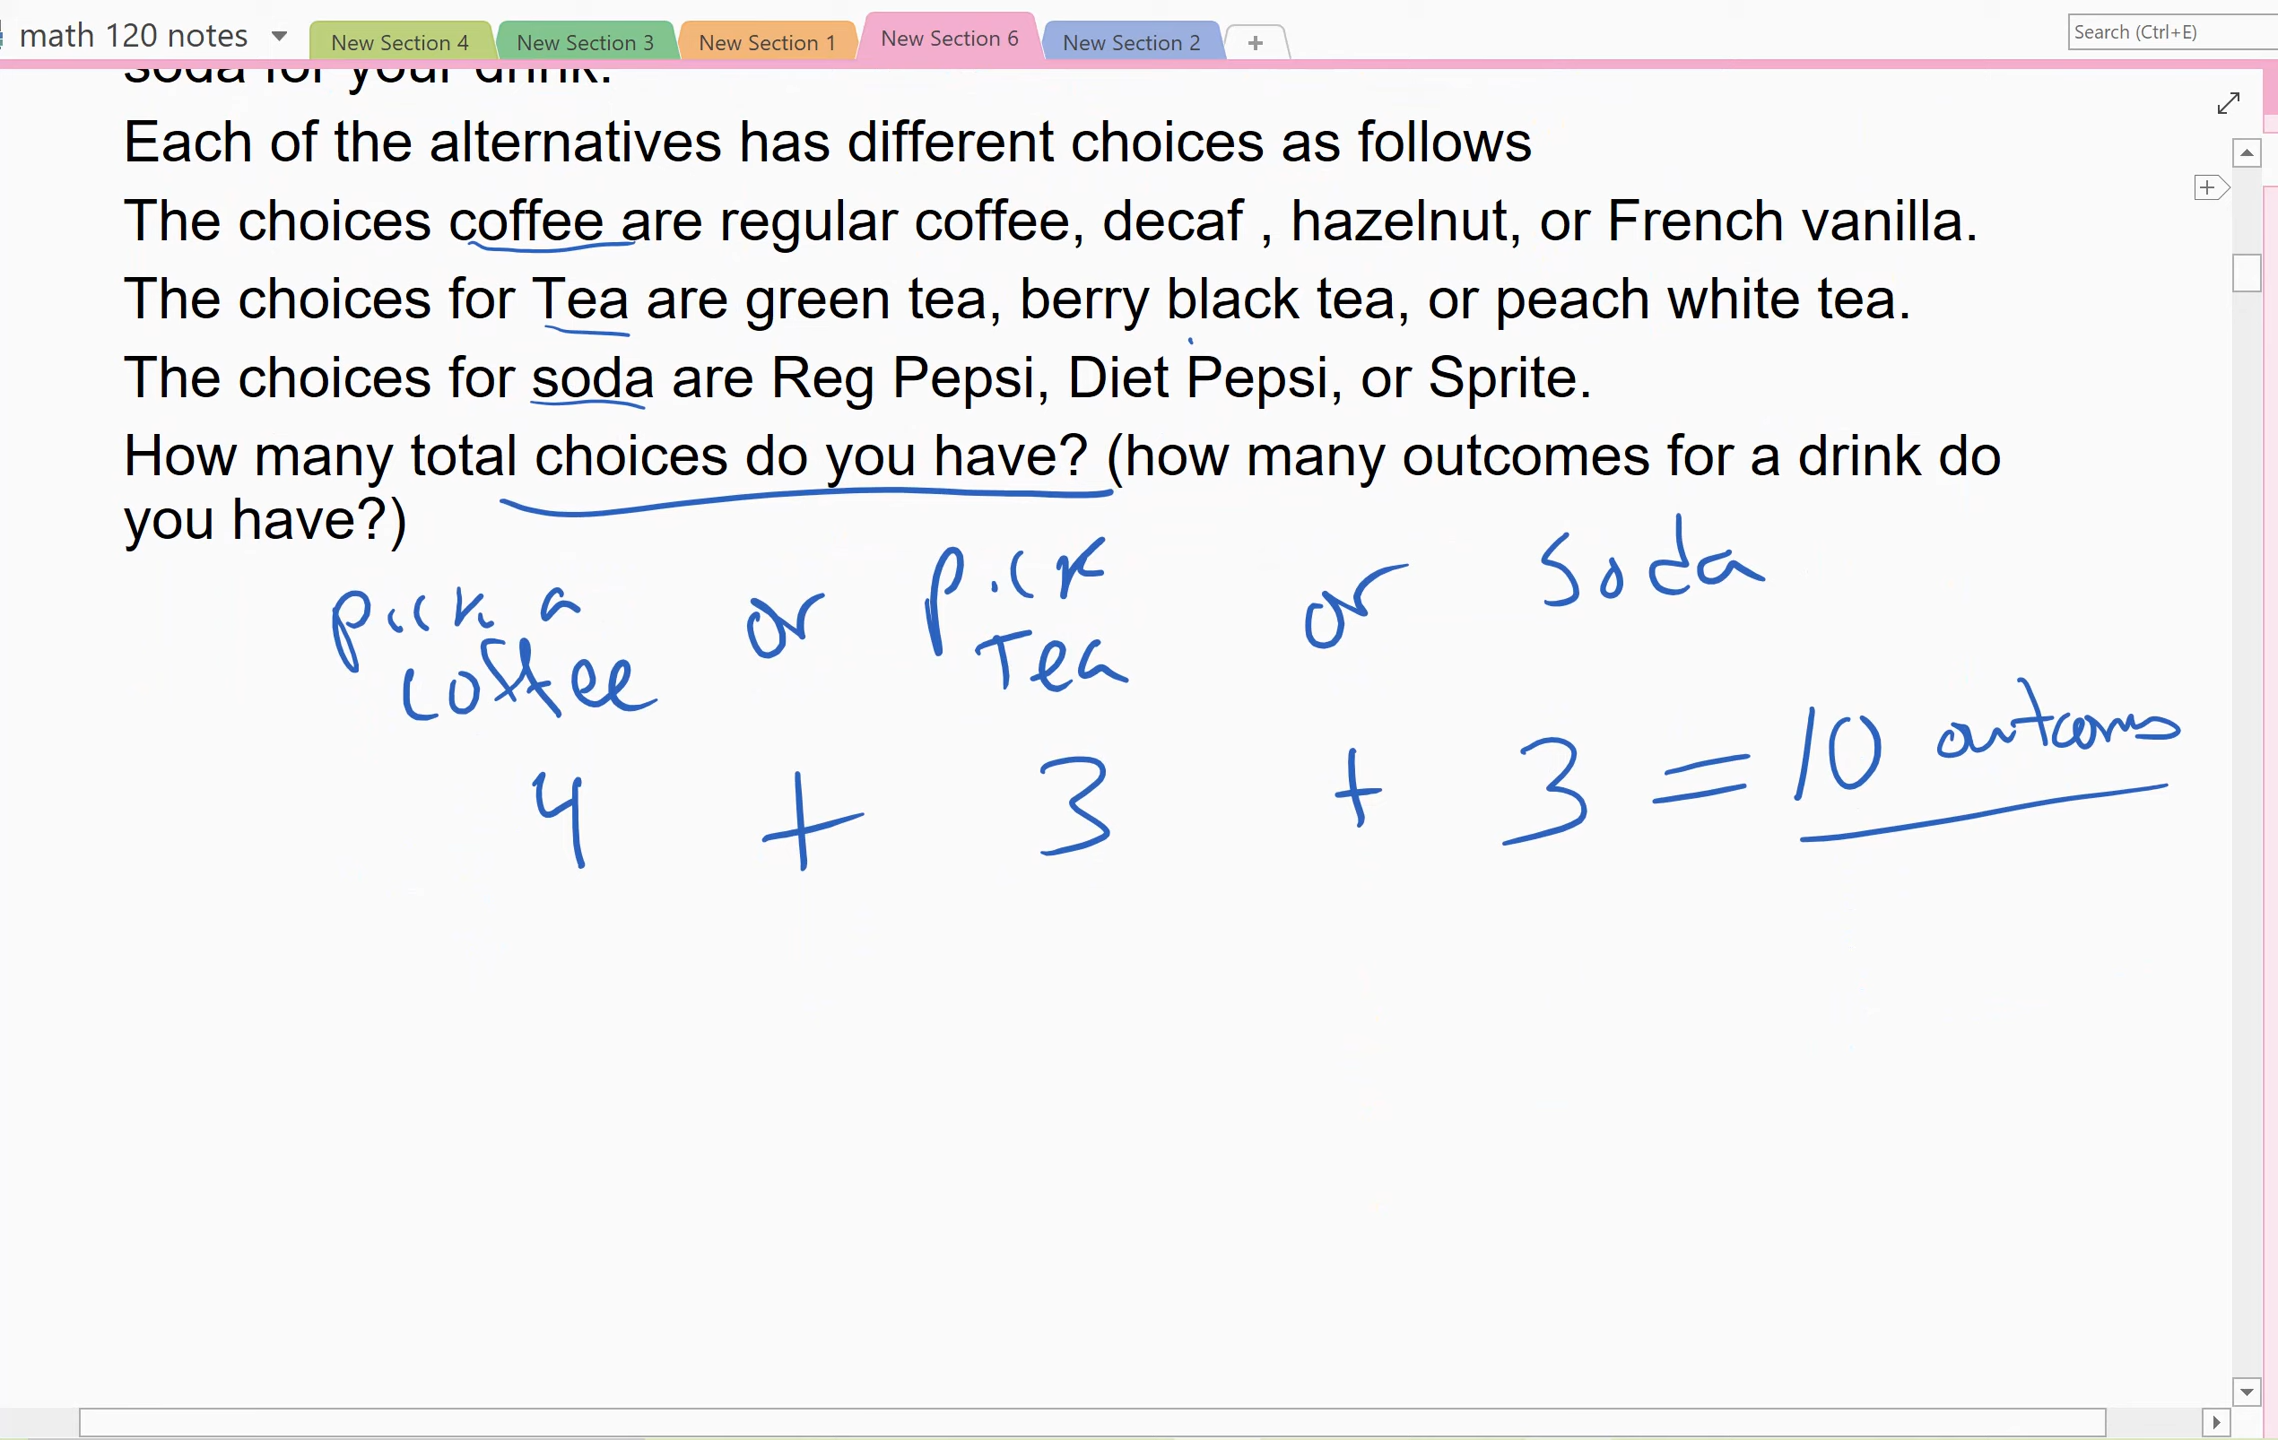 math 120 notes
New Section 4
New Section 3
New Section 1
New Section 6
New Section 2
+
Search (Ctrl+E)
soda for your drink.
Each of the alternatives has different choices as follows
The choices coffee are regular coffee, decaf , hazelnut, or French vanilla.
The choices for Tea are green tea, berry black tea, or peach white tea.
The choices for soda are Reg Pepsi, Diet Pepsi, or Sprite.
How many total choices do you have? (how many outcomes for a drink do
you have?)
pick a or pick or Soda
coffee Tea
4 + 3 + 3 = 10 outcoms